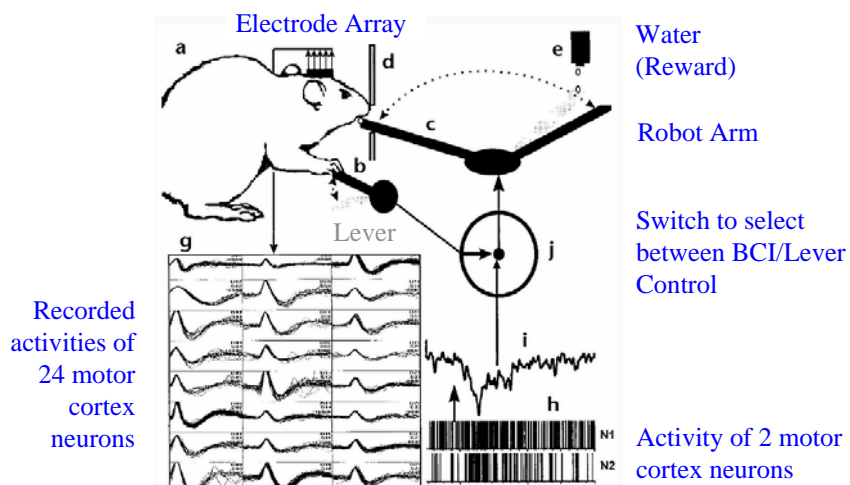 Electrode Array
a
d
e
Water
(Reward)
c
Robot Arm
b
Lever
Switch to select
between BCI/Lever
Control
j
g
Recorded
activities of
24 motor
cortex
neurons
i
h
N1
N2
Activity of 2 motor
cortex neurons